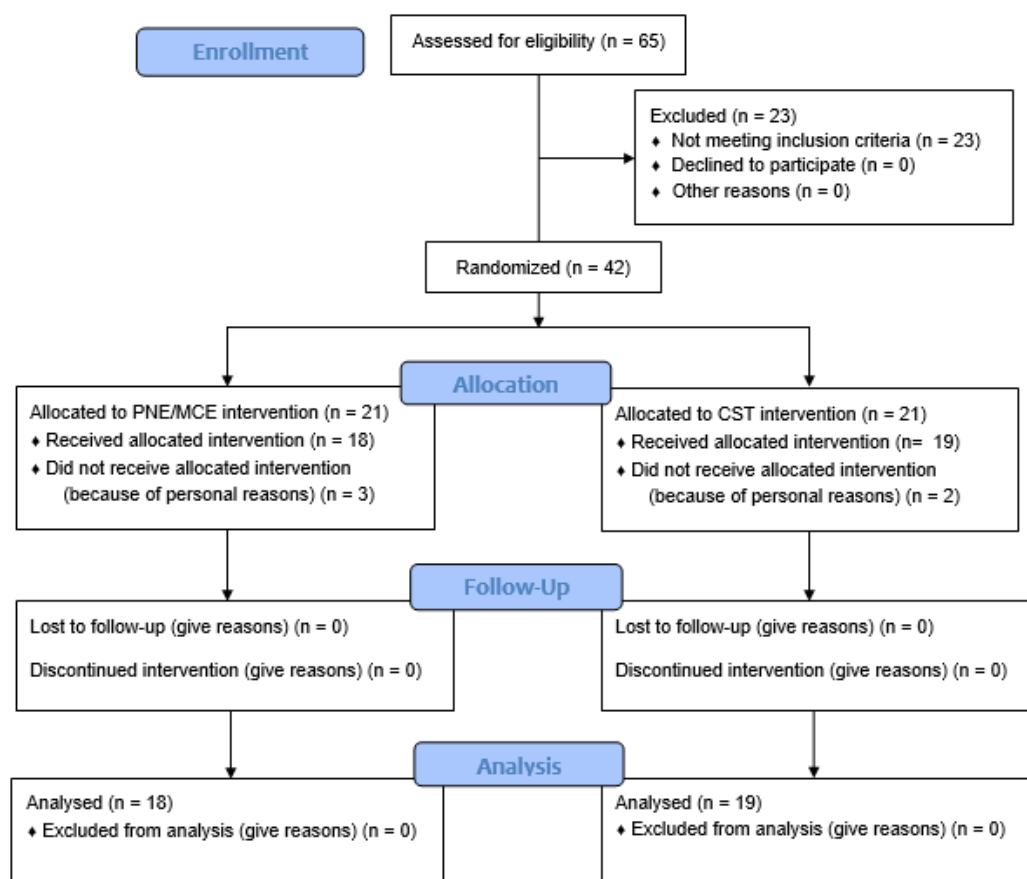 Enrollment
Assessed for eligibility (n = 65)
Excluded (n = 23)
♦ Not meeting inclusion criteria (n = 23)
♦ Declined to participate (n = 0)
♦ Other reasons (n = 0)
Randomized (n = 42)
Allocation
Allocated to PNE/MCE intervention (n = 21)
♦ Received allocated intervention (n = 18)
♦ Did not receive allocated intervention
(because of personal reasons) (n = 3)
Allocated to CST intervention (n = 21)
♦ Received allocated intervention (n=  19)
♦ Did not receive allocated intervention
(because of personal reasons) (n = 2)
Follow-Up
Lost to follow-up (give reasons) (n = 0)
Discontinued intervention (give reasons) (n = 0)
Lost to follow-up (give reasons) (n = 0)
Discontinued intervention (give reasons) (n = 0)
Analysis
Analysed (n = 18)
♦ Excluded from analysis (give reasons) (n = 0)
Analysed (n = 19)
♦ Excluded from analysis (give reasons) (n = 0)